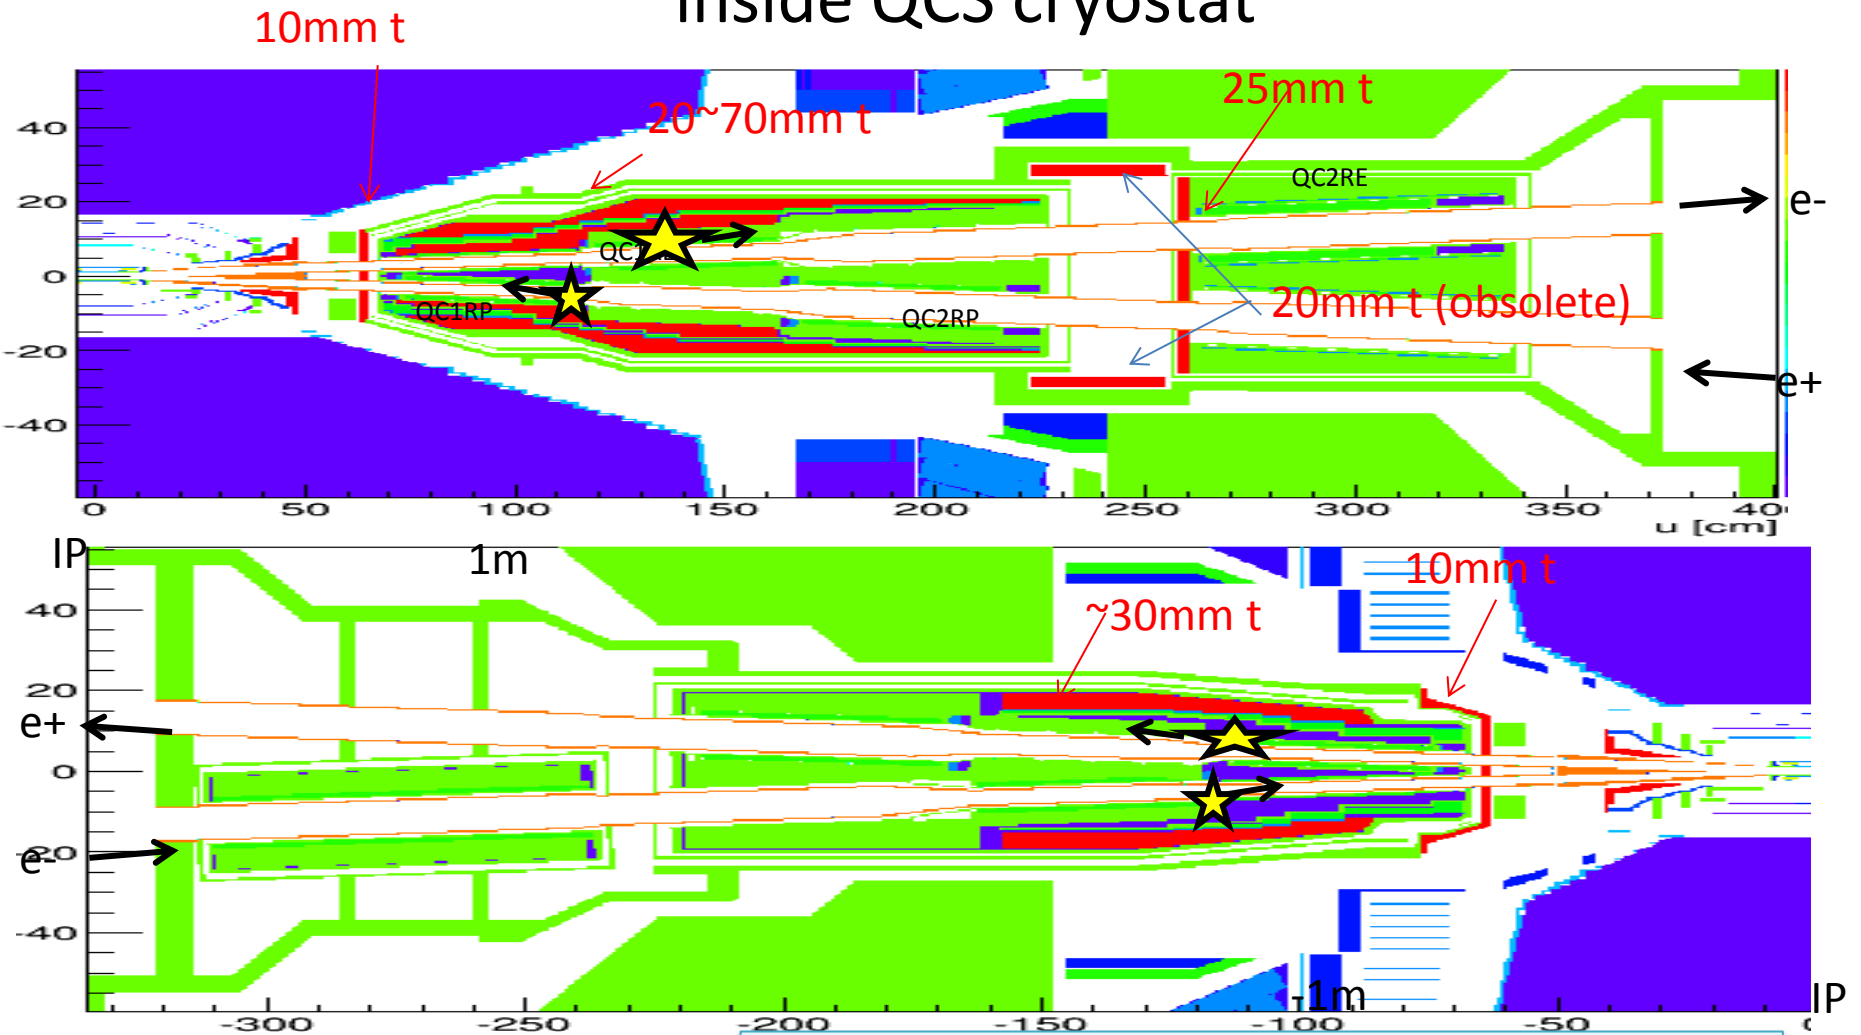 Inside QCS cryostat
10mm t
20~70mm t
25mm t
QC2RE
40
20
0
-20
-40
e-
QC1RP
QC2RP
20mm t (obsolete)
e+
0 50 100 150 200 250 300 350
u [cm]
IP
1m
10mm t
~30mm t
40
20
0
-40
e+
e-
-1m
IP
-300 -250 -200 -150 -100 -50